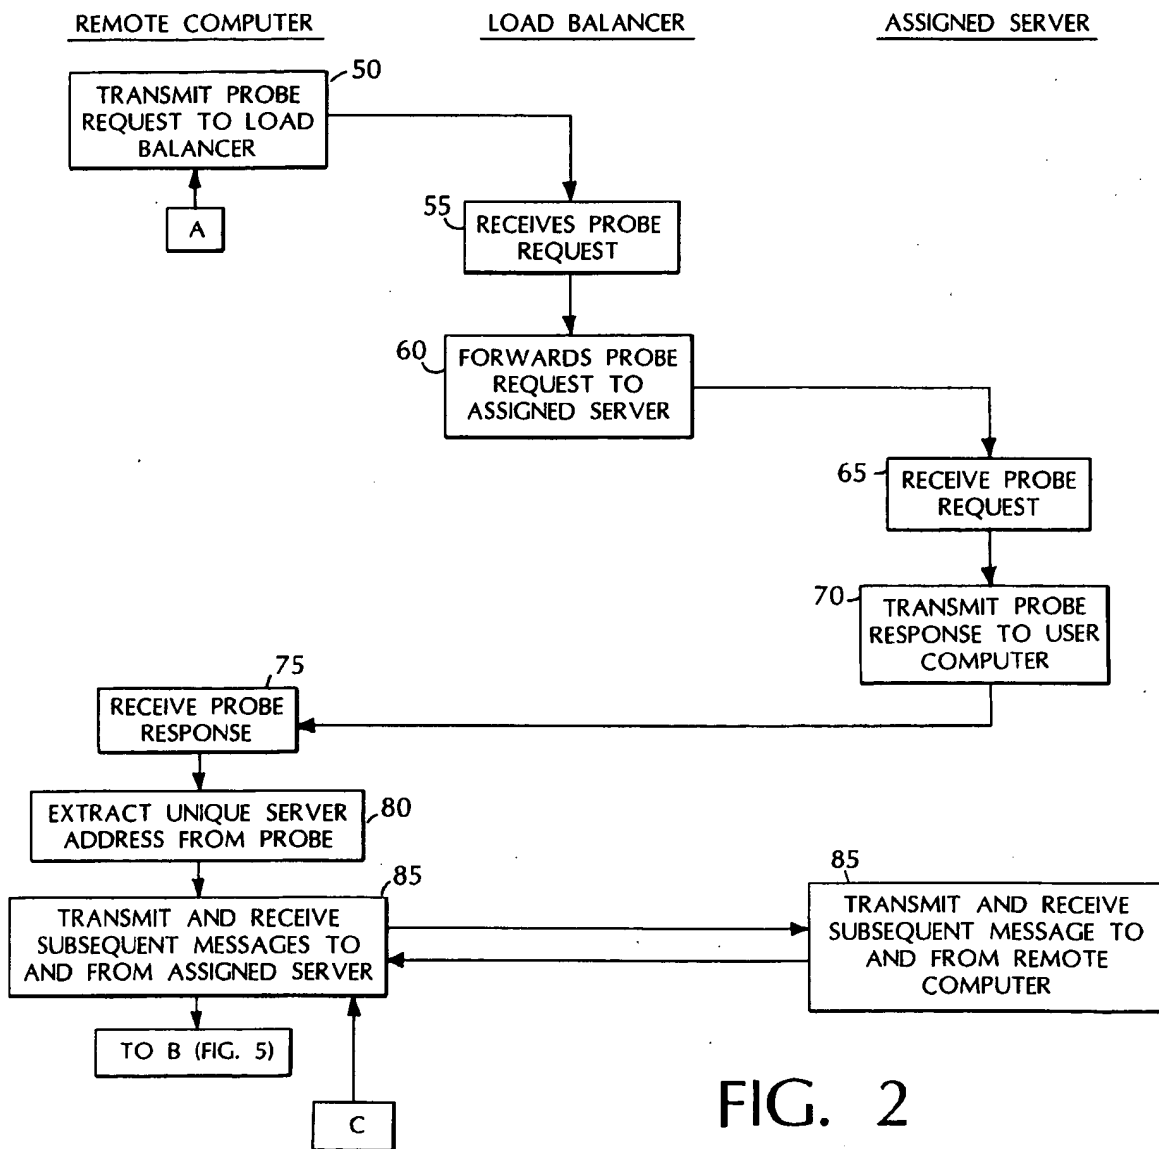 REMOTE COMPUTER
LOAD BALANCER
ASSIGNED SERVER
50
TRANSMIT PROBE
REQUEST TO LOAD
BALANCER
A
55
RECEIVES PROBE
REQUEST
60
FORWARDS PROBE
REQUEST TO
ASSIGNED SERVER
65
RECEIVE PROBE
REQUEST
70
TRANSMIT PROBE
RESPONSE TO USER
COMPUTER
75
RECEIVE PROBE
RESPONSE
80
EXTRACT UNIQUE SERVER
ADDRESS FROM PROBE
85
TRANSMIT AND RECEIVE
SUBSEQUENT MESSAGES TO
AND FROM ASSIGNED SERVER
85
TRANSMIT AND RECEIVE
SUBSEQUENT MESSAGE TO
AND FROM REMOTE
COMPUTER
TO B (FIG. 5)
C
FIG. 2